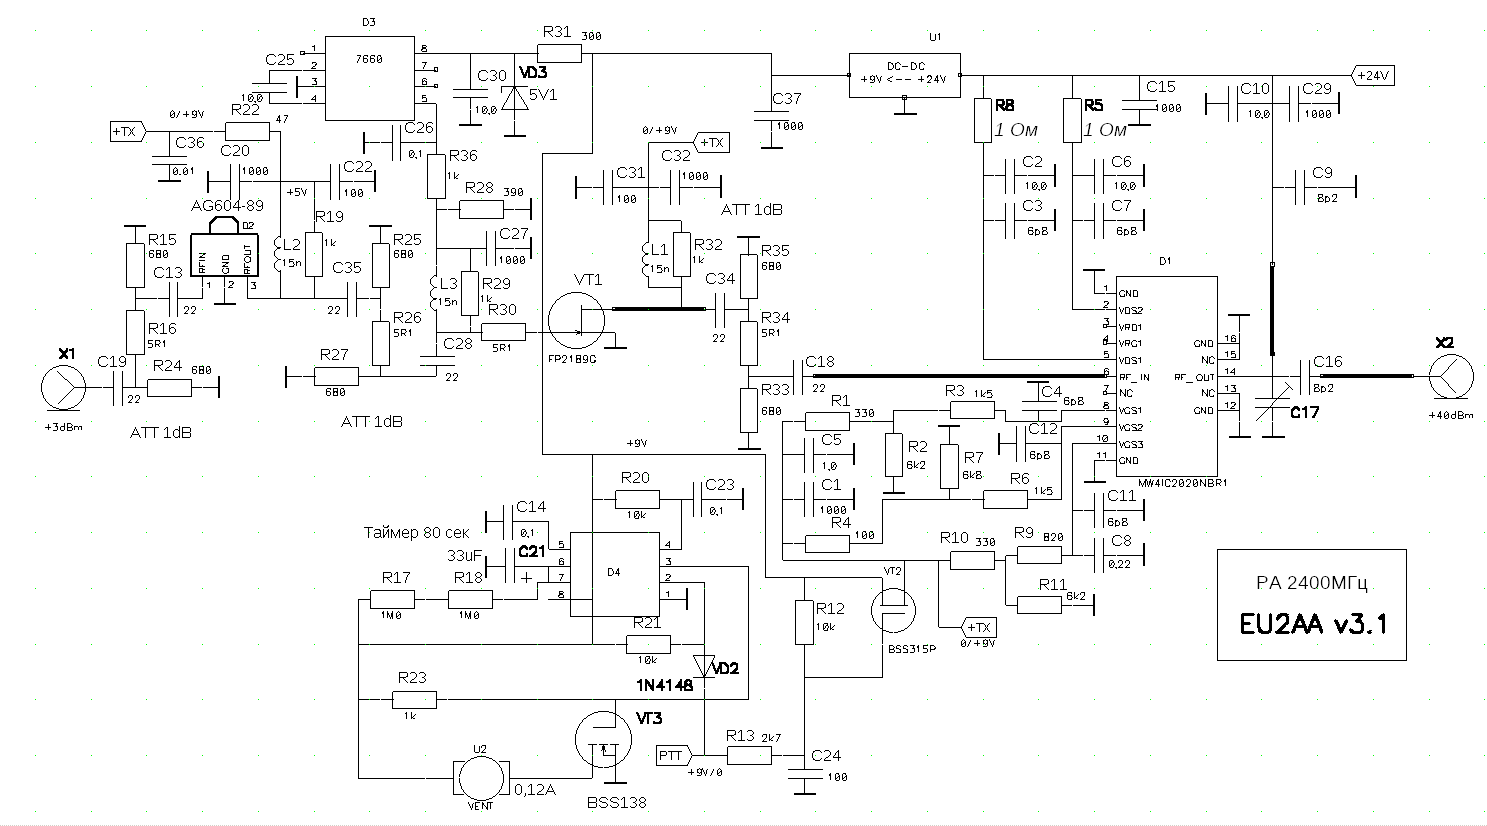 D3
7660
1
2
3
4
8
7
6
5
C25
10,0
R22
47
+TX
0/+9V
C36
0.01
C20
1000
C22
100
+5V
AG604-89
D2
RFIN
GND
RFOUT
1
2
3
L2
15n
R19
1k
R15
680
C13
22
R16
5R1
X1
+3dBm
C19
22
R24
680
ATT 1dB
C35
22
R25
680
R26
5R1
R27
680
ATT 1dB
C26
0,1
R36
1k
R28
390
C27
1000
L3
15n
R29
1k
R30
5R1
C28
22
C30
10,0
VD3
5V1
R31
300
VT1
FP2189G
C31
100
C32
1000
0/+9V
+TX
L1
15n
R32
1k
C34
22
ATT 1dB
R35
680
R34
5R1
R33
680
C18
22
C37
1000
U1
DC-DC
+9V <-- +24V
R8
1 Ом
R5
1 Ом
C15
1000
C10
10,0
C29
1000
+24V
C2
10,0
C3
6p8
C6
10,0
C7
6p8
C9
8p2
D1
1
2
3
4
5
6
7
8
9
10
11
GND
VDS2
VRD1
VRG1
VDS1
RF_IN
NC
VGS1
VGS2
VGS3
GND
GND
NC
RF_OUT
NC
GND
16
15
14
13
12
MW4IC2020NBR1
C16
8p2
C17
X2
+40dBm
R1
330
C5
1,0
C1
1000
R4
100
R2
6k2
R3
1k5
C4
6p8
C12
6p8
R7
6k8
R6
1k5
C11
6p8
C8
0,22
R10
330
R9
820
R11
6k2
+TX
0/+9V
VT2
BSS315P
R12
10k
+9V
R20
10k
C23
0,1
C14
0,1
Таймер 80 сек
33uF
C21
+
D4
5
6
7
8
4
3
2
1
R17
1M0
R18
1M0
R21
10k
VD2
1N4148
R23
1k
VT3
BSS138
U2
VENT
0,12A
PTT
+9V/0
R13
2k7
C24
100
PA 2400МГц
EU2AA v3.1